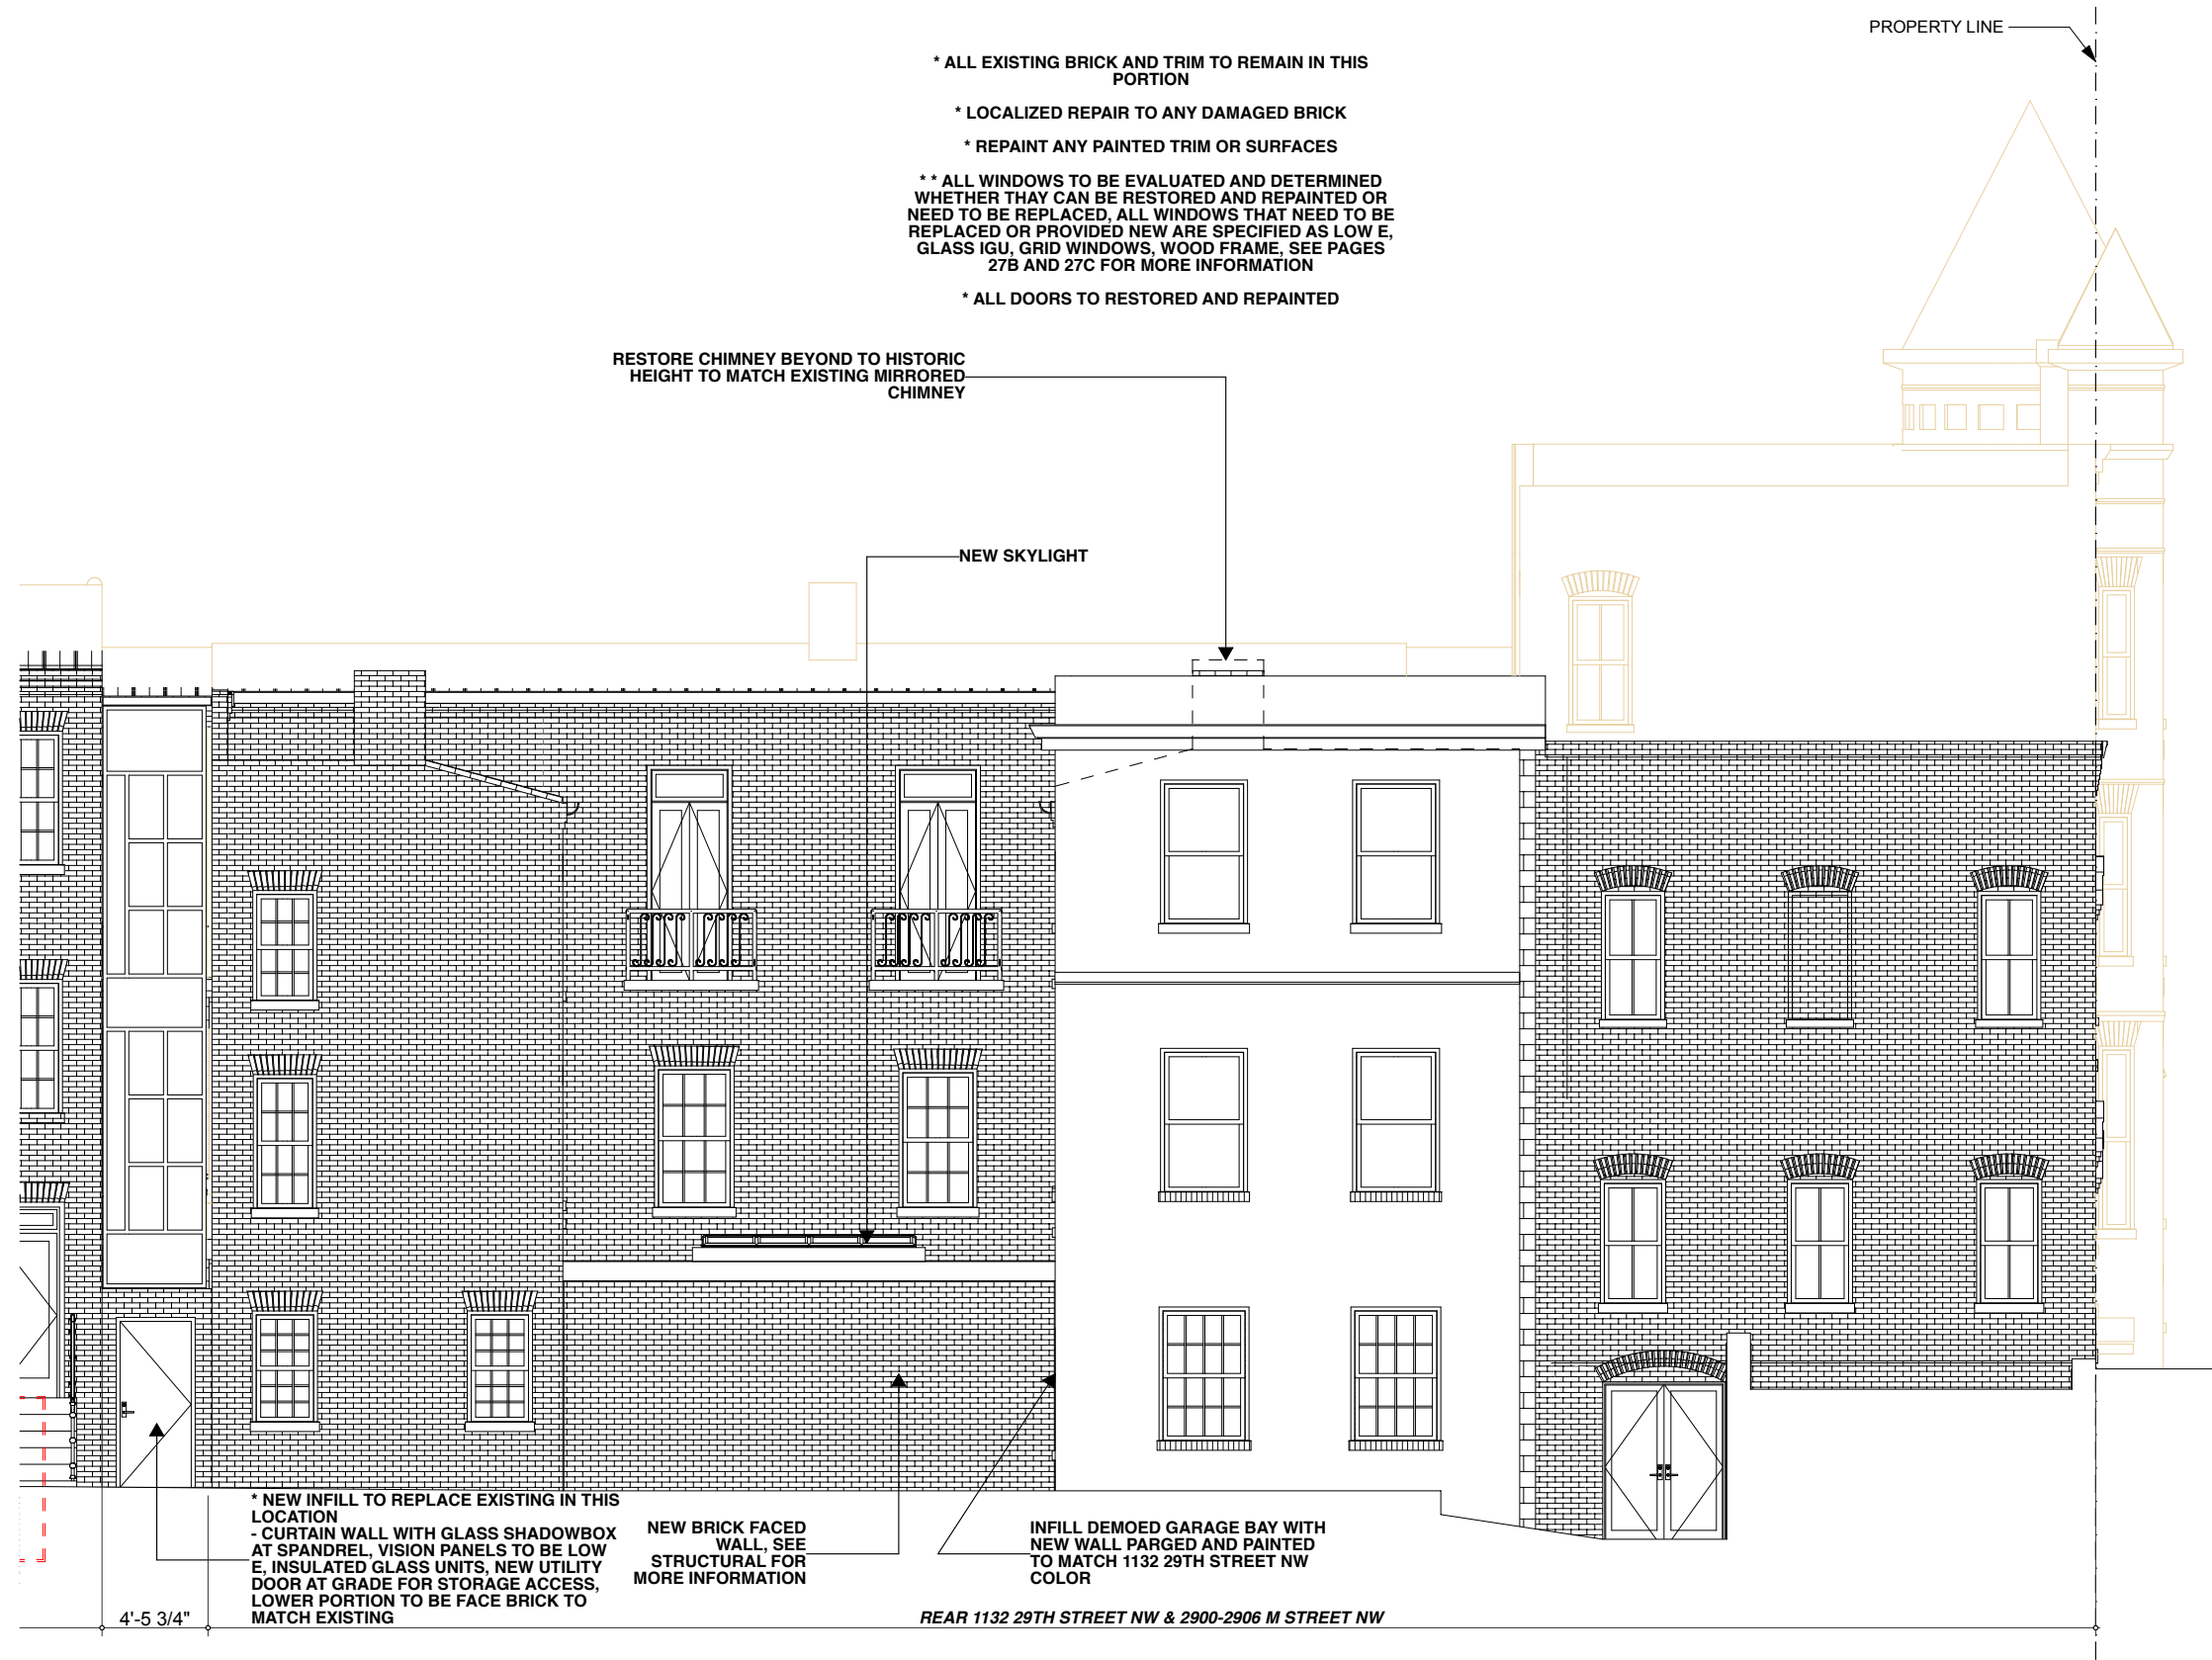 PROPERTY LINE
* ALL EXISTING BRICK AND TRIM TO REMAIN IN THIS
PORTION
* LOCALIZED REPAIR TO ANY DAMAGED BRICK
* REPAINT ANY PAINTED TRIM OR SURFACES
* * ALL WINDOWS TO BE EVALUATED AND DETERMINED
WHETHER THAY CAN BE RESTORED AND REPAINTED OR
NEED TO BE REPLACED, ALL WINDOWS THAT NEED TO BE
REPLACED OR PROVIDED NEW ARE SPECIFIED AS LOW E,
GLASS IGU, GRID WINDOWS, WOOD FRAME, SEE PAGES
27B AND 27C FOR MORE INFORMATION
* ALL DOORS TO RESTORED AND REPAINTED
RESTORE CHIMNEY BEYOND TO HISTORIC
HEIGHT TO MATCH EXISTING MIRRORED
CHIMNEY
NEW SKYLIGHT
* NEW INFILL TO REPLACE EXISTING IN THIS
LOCATION
- CURTAIN WALL WITH GLASS SHADOWBOX
AT SPANDREL, VISION PANELS TO BE LOW
E, INSULATED GLASS UNITS, NEW UTILITY
DOOR AT GRADE FOR STORAGE ACCESS,
LOWER PORTION TO BE FACE BRICK TO
MATCH EXISTING
NEW BRICK FACED
WALL, SEE
STRUCTURAL FOR
MORE INFORMATION
INFILL DEMOED GARAGE BAY WITH
NEW WALL PARGED AND PAINTED
TO MATCH 1132 29TH STREET NW
COLOR
4'-5 3/4"
REAR 1132 29TH STREET NW & 2900-2906 M STREET NW